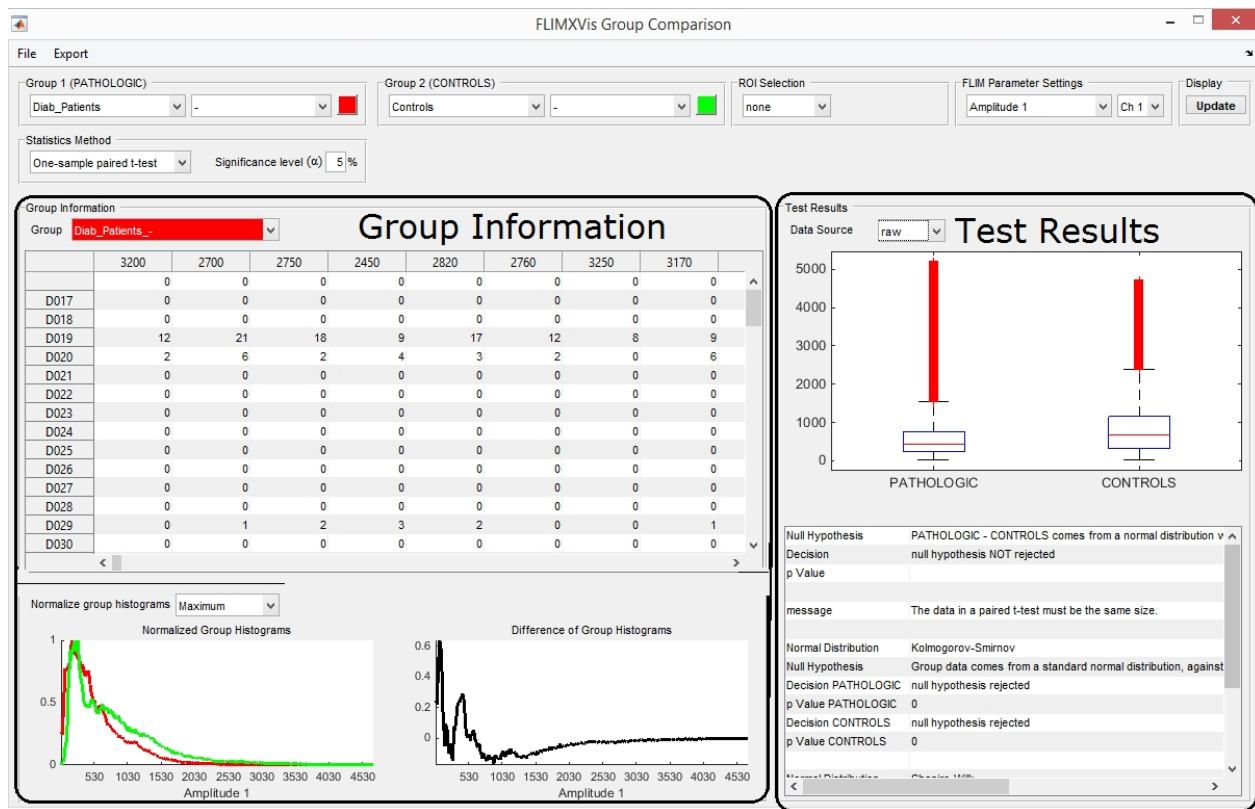 FLIMXVis Group Comparison
File Export
Group 1 (PATHOLOGIC)
Diab_Patients -
Group 2 (CONTROLS)
Controls -
ROI Selection
none
FLIM Parameter Settings
Amplitude 1 Ch 1
Display
Update
Statistics Method
One-sample paired t-test Significance level (α) 5 %
Group Information
Group Diab_Patients_-
Group Information
3200 2700 2750 2450 2820 2760 3250 3170
0 0 0 0 0 0 0 0
D017 0 0 0 0 0 0 0 0
D018 0 0 0 0 0 0 0 0
D019 12 21 18 9 17 12 8 9
D020 2 6 2 4 3 2 0 6
D021 0 0 0 0 0 0 0 0
D022 0 0 0 0 0 0 0 0
D023 0 0 0 0 0 0 0 0
D024 0 0 0 0 0 0 0 0
D025 0 0 0 0 0 0 0 0
D026 0 0 0 0 0 0 0 0
D027 0 0 0 0 0 0 0 0
D028 0 0 0 0 0 0 0 0
D029 0 1 2 3 2 0 0 1
D030 0 0 0 0 0 0 0 0
Normalize group histograms Maximum
Normalized Group Histograms
1
0.5
0
530 1030 1530 2030 2530 3030 3530 4030 4530
Amplitude 1
Difference of Group Histograms
0.6
0.4
0.2
0
530 1030 1530 2030 2530 3030 3530 4030 4530
Amplitude 1
Test Results
Data Source raw
Test Results
5000
4000
3000
2000
1000
0
PATHOLOGIC CONTROLS
Null Hypothesis PATHOLOGIC - CONTROLS comes from a normal distribution
Decision null hypothesis NOT rejected
p Value
message The data in a paired t-test must be the same size.
Normal Distribution Kolmogorov-Smirnov
Null Hypothesis Group data comes from a standard normal distribution, against
Decision PATHOLOGIC null hypothesis rejected
p Value PATHOLOGIC 0
Decision CONTROLS null hypothesis rejected
p Value CONTROLS 0
Normal Distribution Shapiro-Wilk